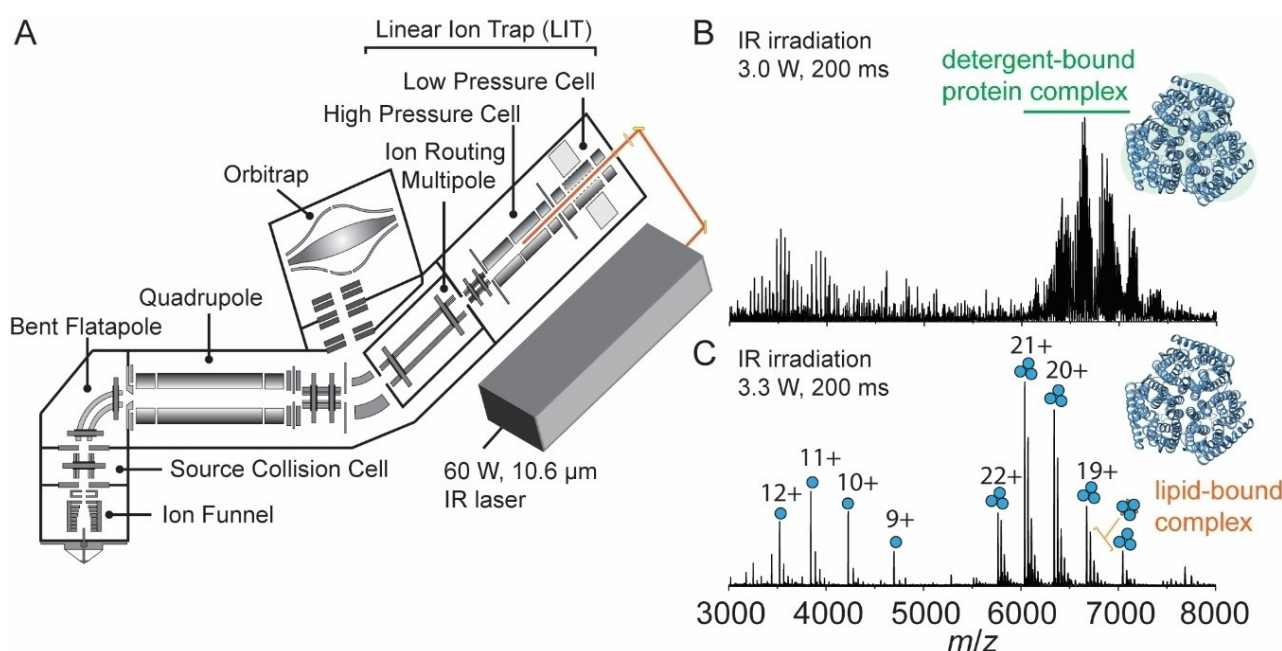 A
Linear Ion Trap (LIT)
Low Pressure Cell
High Pressure Cell
Ion Routing
Multipole
Orbitrap
Quadrupole
Bent Flatapole
Source Collision Cell
Ion Funnel
60 W, 10.6 µm
IR laser
B
IR irradiation
3.0 W, 200 ms
detergent-bound
protein complex
C
IR irradiation
3.3 W, 200 ms
21+
20+
22+
19+
12+
11+
10+
9+
lipid-bound
complex
3000 4000 5000 6000 7000 8000
m/z